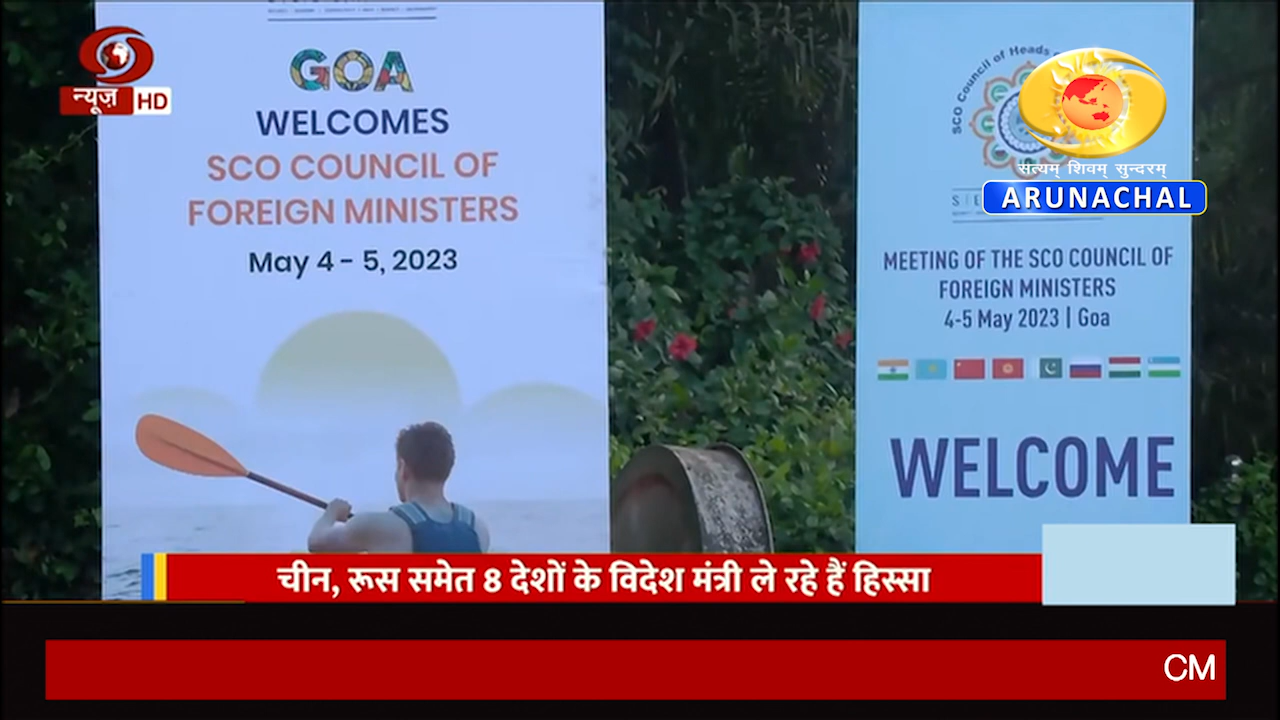 न्यूज़ HD
GOA
WELCOMES
SCO COUNCIL OF
FOREIGN MINISTERS
May 4 - 5, 2023
SCO Council of Heads
सत्यम् शिवम् सुन्दरम्
ARUNACHAL
MEETING OF THE SCO COUNCIL OF
FOREIGN MINISTERS
4-5 May 2023 | Goa
WELCOME
चीन, रूस समेत 8 देशों के विदेश मंत्री ले रहे हैं हिस्सा
CM